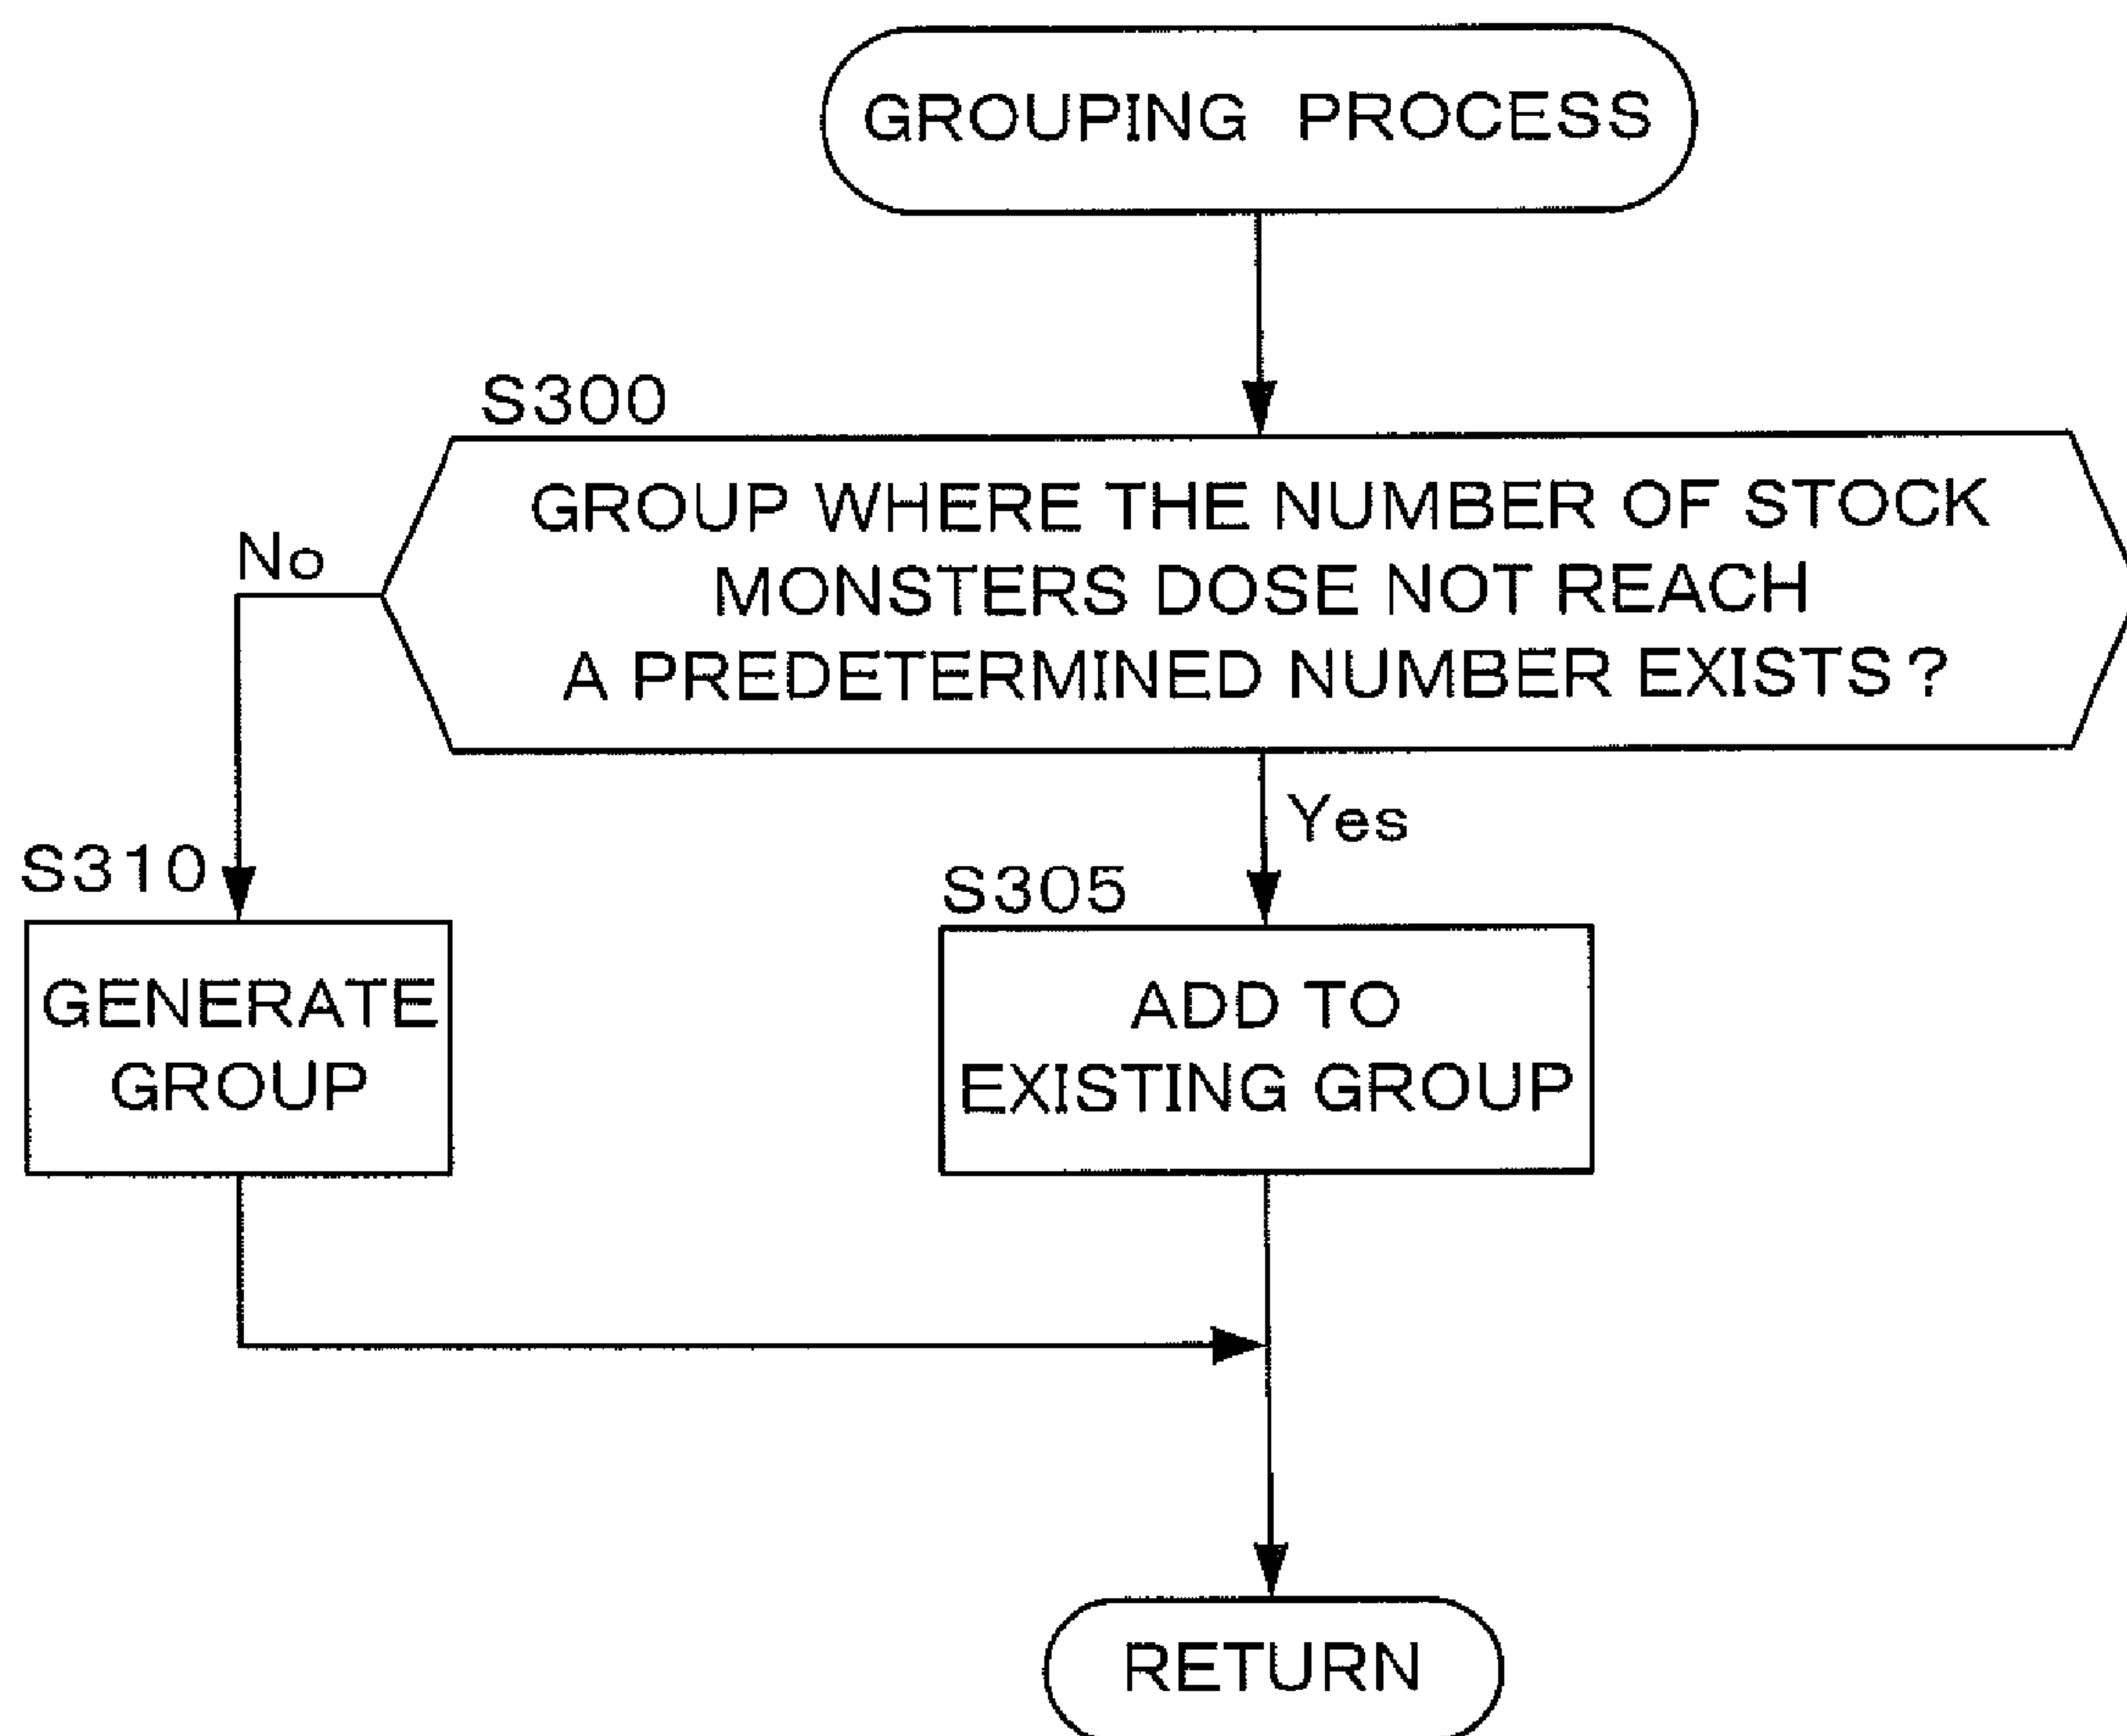 GROUPING PROCESS
S300
GROUP WHERE THE NUMBER OF STOCK
MONSTERS DOSE NOT REACH
A PREDETERMINED NUMBER EXISTS?
No
Yes
S310
GENERATE
GROUP
S305
ADD TO
EXISTING GROUP
RETURN